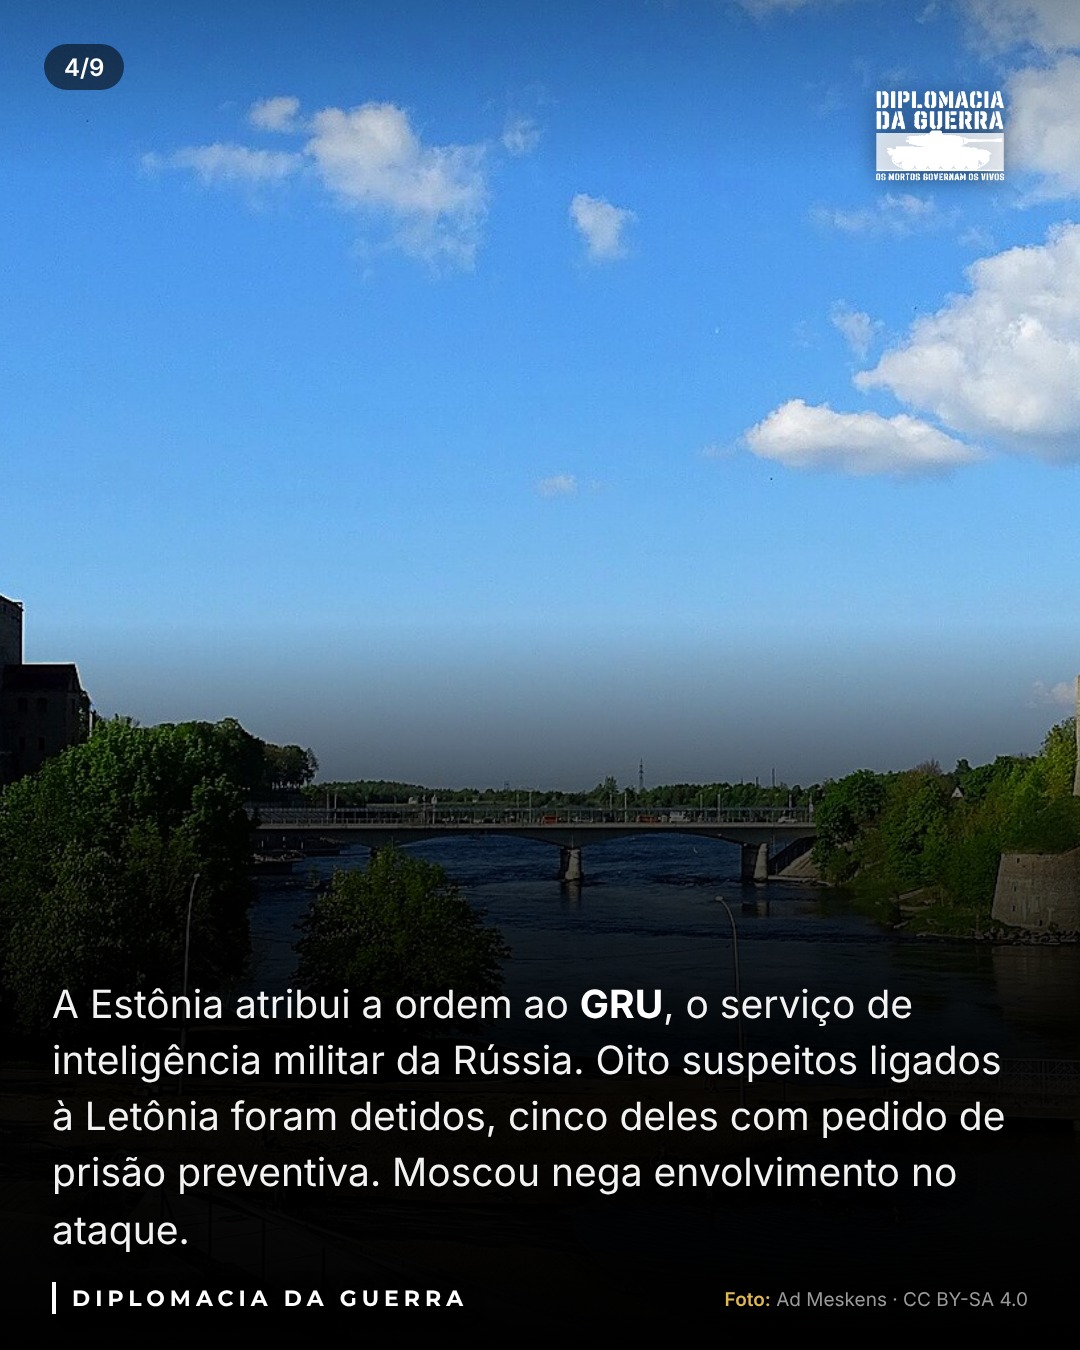 4/9
DIPLOMACIA
DA GUERRA
OS MORTOS GOVERNAM OS VIVOS
A Estônia atribui a ordem ao GRU, o serviço de
inteligência militar da Rússia. Oito suspeitos ligados
à Letônia foram detidos, cinco deles com pedido de
prisão preventiva. Moscou nega envolvimento no
ataque.
DIPLOMACIA DA GUERRA
Foto: Ad Meskens · CC BY-SA 4.0